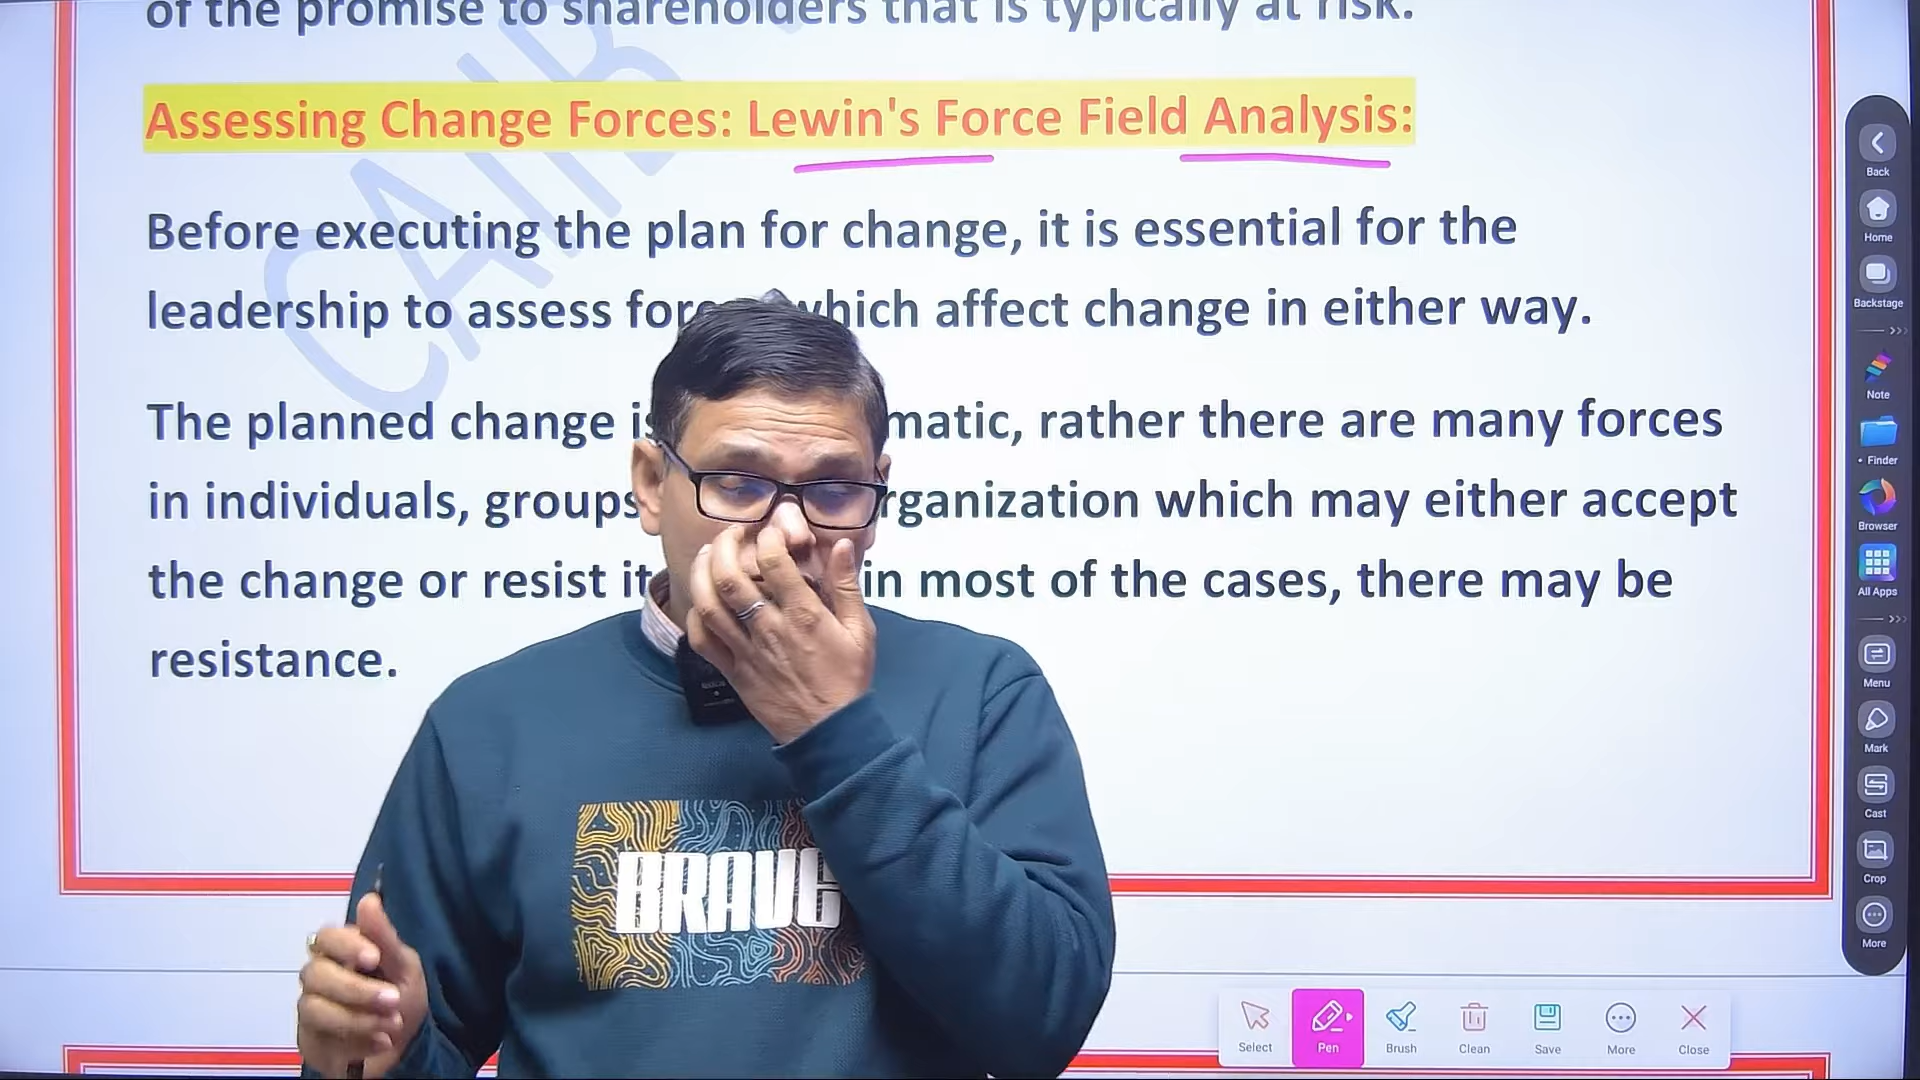 of the promise to shareholders that is typically at risk.
Assessing Change Forces: Lewin's Force Field Analysis:
Before executing the plan for change, it is essential for the
leadership to assess which affect change in either way.
The planned change rather there are many forces
in individuals, which may either accept
the change or resist it in most of the cases, there may be
resistance.
CAIIB
BRAVE
Back
Home
Backstage
Note
• Finder
Browser
All Apps
Menu
Mark
Cast
Crop
More
Select
Pen
Brush
Clean
Save
More
Close